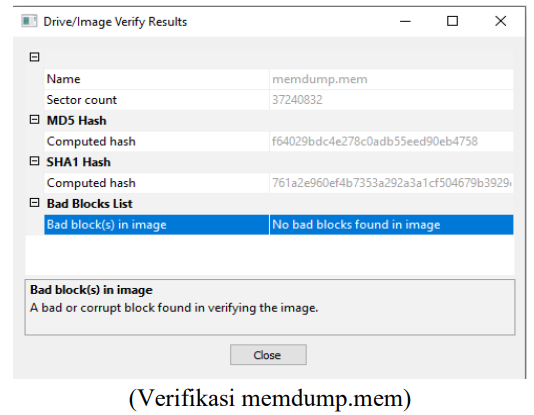 Drive/Image Verify Results
Name memdump.mem
Sector count 37240832
MD5 Hash
Computed hash f64029bdc4e278c0adb55eed90eb4758
SHA1 Hash
Computed hash 761a2e960ef4b7353a292a3a1cf504679b3929
Bad Blocks List
Bad block(s) in image No bad blocks found in image
Bad block(s) in image
A bad or corrupt block found in verifying the image.
Close
(Verifikasi memdump.mem)